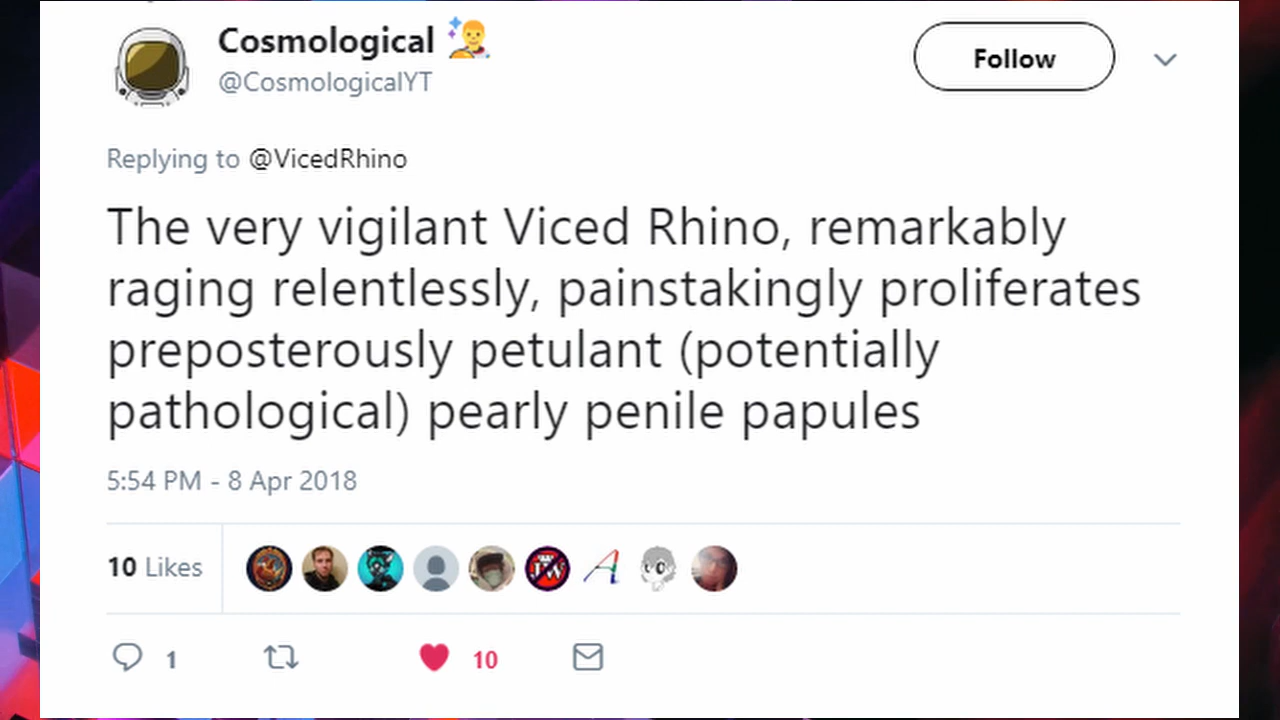 Cosmological
@CosmologicalYT
Follow
Replying to @VicedRhino
The very vigilant Viced Rhino, remarkably
raging relentlessly, painstakingly proliferates
preposterously petulant (potentially
pathological) pearly penile papules
5:54 PM - 8 Apr 2018
10 Likes
1
10